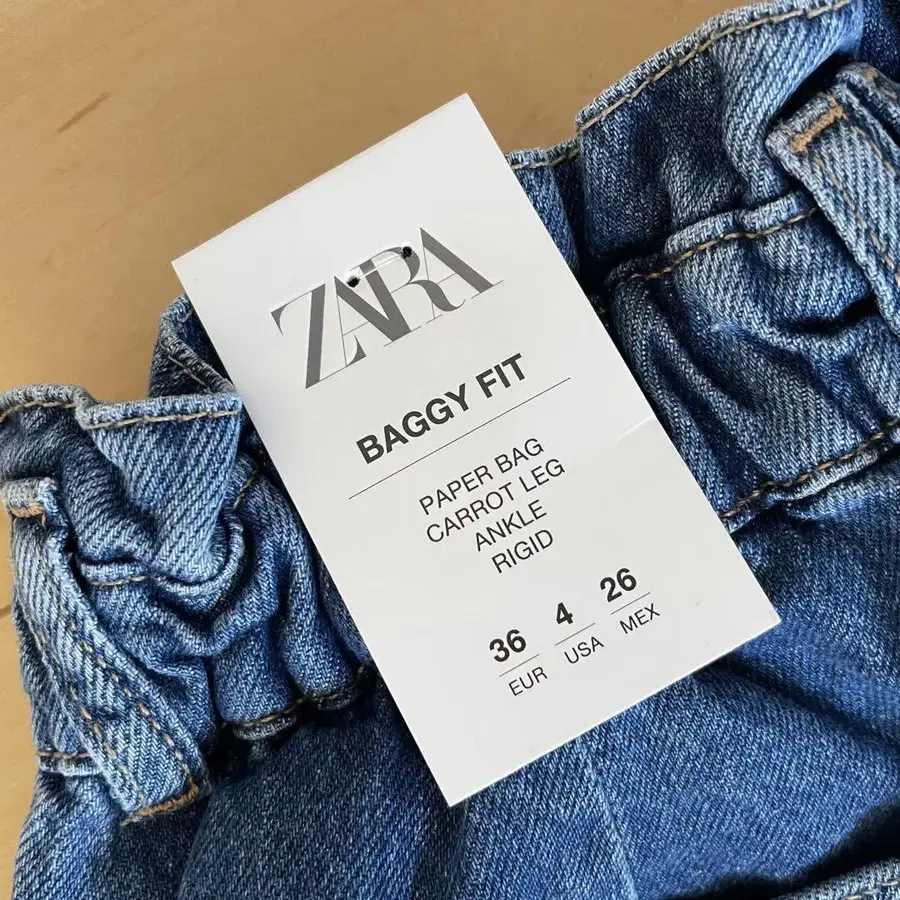 ZARA
BAGGY FIT
PAPER BAG
CARROT LEG
ANKLE
RIGID
36 4 26
EUR USA MEX